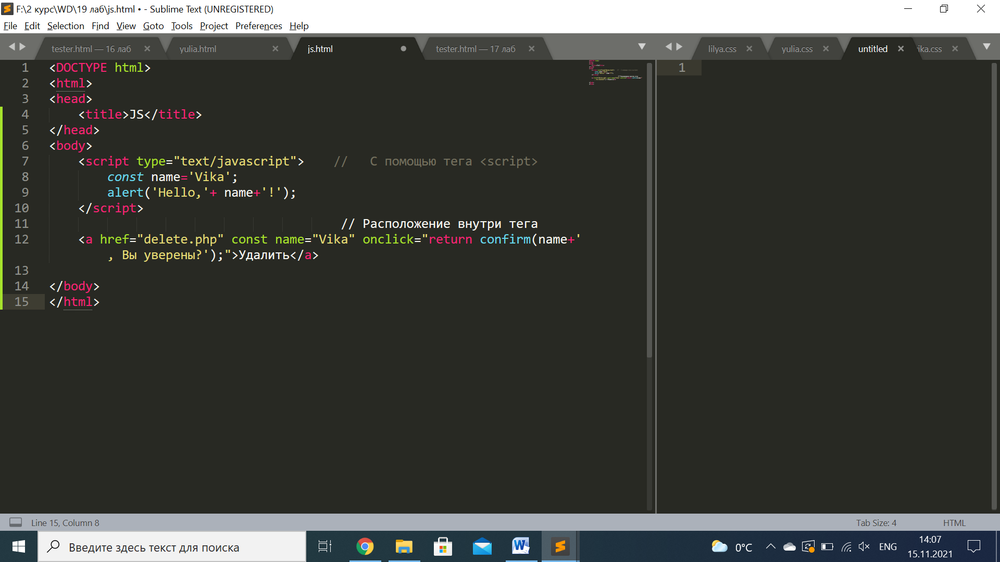 F:\2 курс\WD\19 лаб\js.html • - Sublime Text (UNREGISTERED)
File Edit Selection Find View Goto Tools Project Preferences Help
tester.html — 16 лаб yulia.html js.html tester.html — 17 лаб lilya.css yulia.css untitled ika.css
1 <DOCTYPE html> 1
2 <html>
3 <head>
4 <title>JS</title>
5 </head>
6 <body>
7 <script type="text/javascript"> // С помощью тега <script>
8 const name='Vika';
9 alert('Hello,'+ name+'!');
10 </script>
11 // Расположение внутри тега
12 <a href="delete.php" const name="Vika" onclick="return confirm(name+'
, Вы уверены?');">Удалить</a>
13
14 </body>
15 </html>
Line 15, Column 8 Tab Size: 4 HTML
Введите здесь текст для поиска 0°C ENG 14:07
15.11.2021